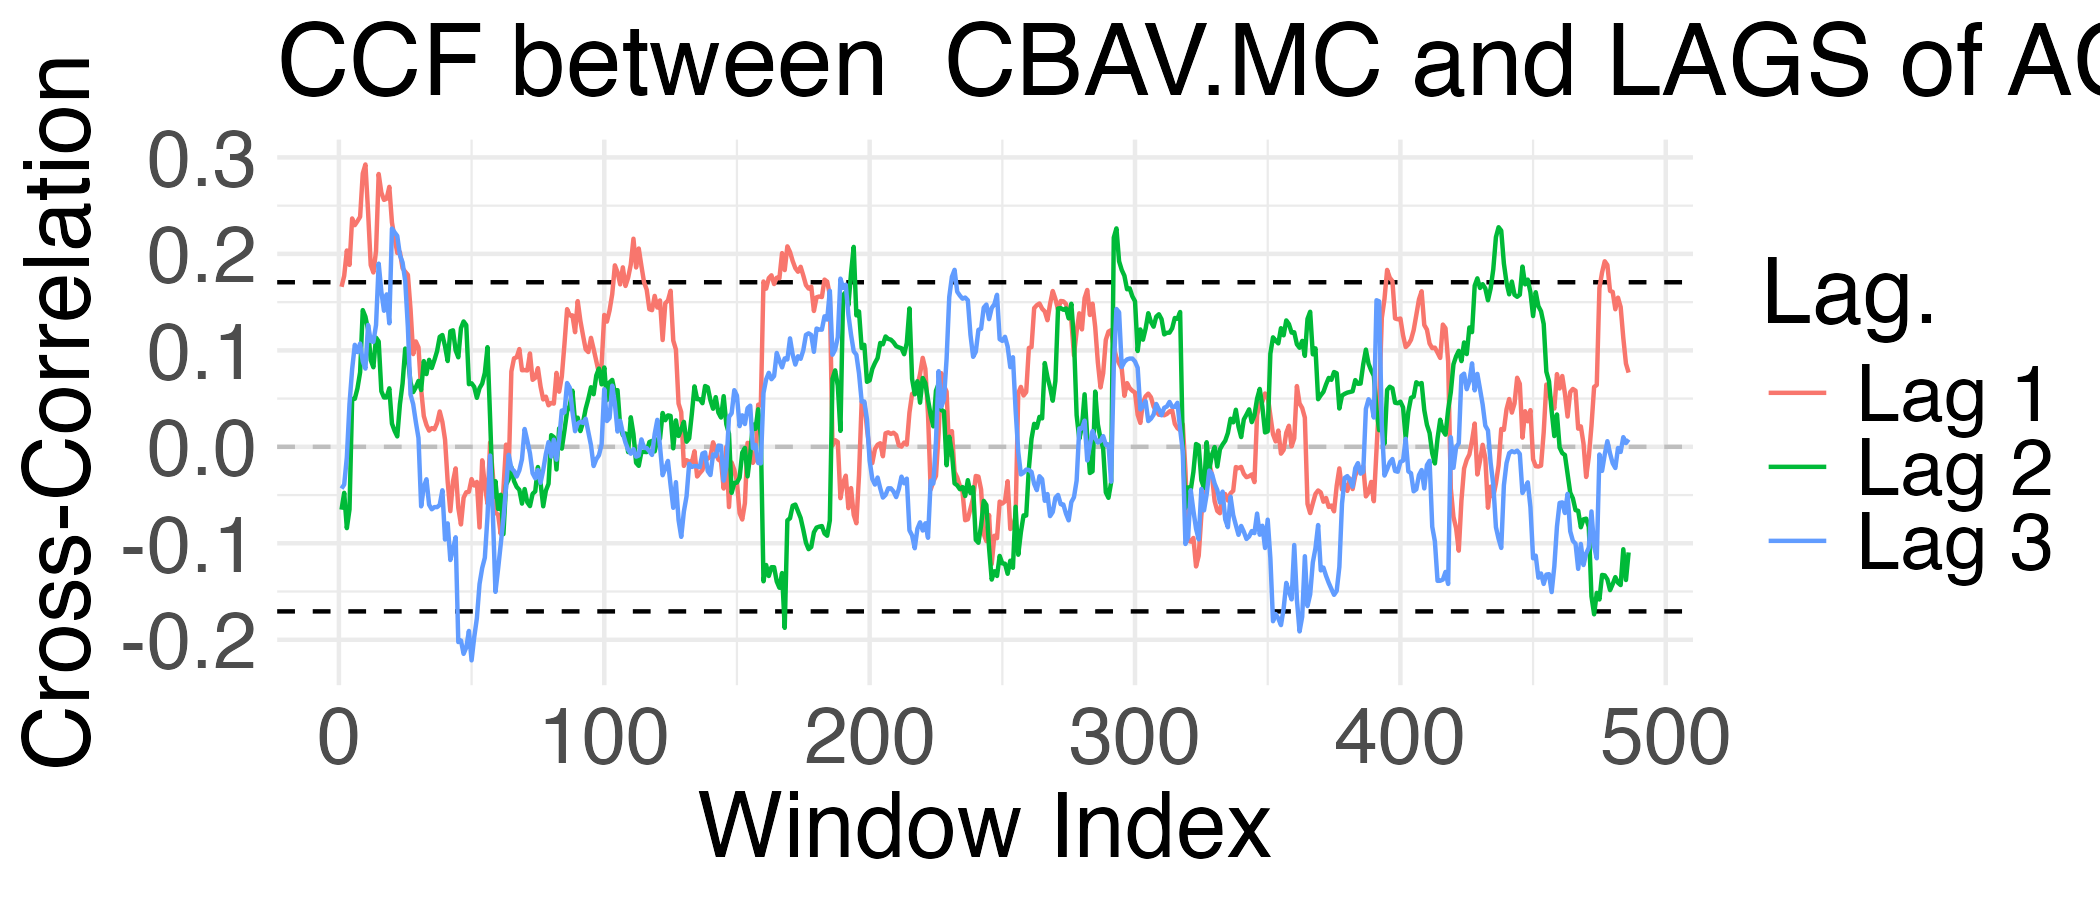 CCF between  CBAV.MC and LAGS of
Cross-Correlation
0.3
0.2
0.1
0.0
-0.1
-0.2
0
100
200
300
400
500
Window Index
Lag.
Lag 1
Lag 2
Lag 3